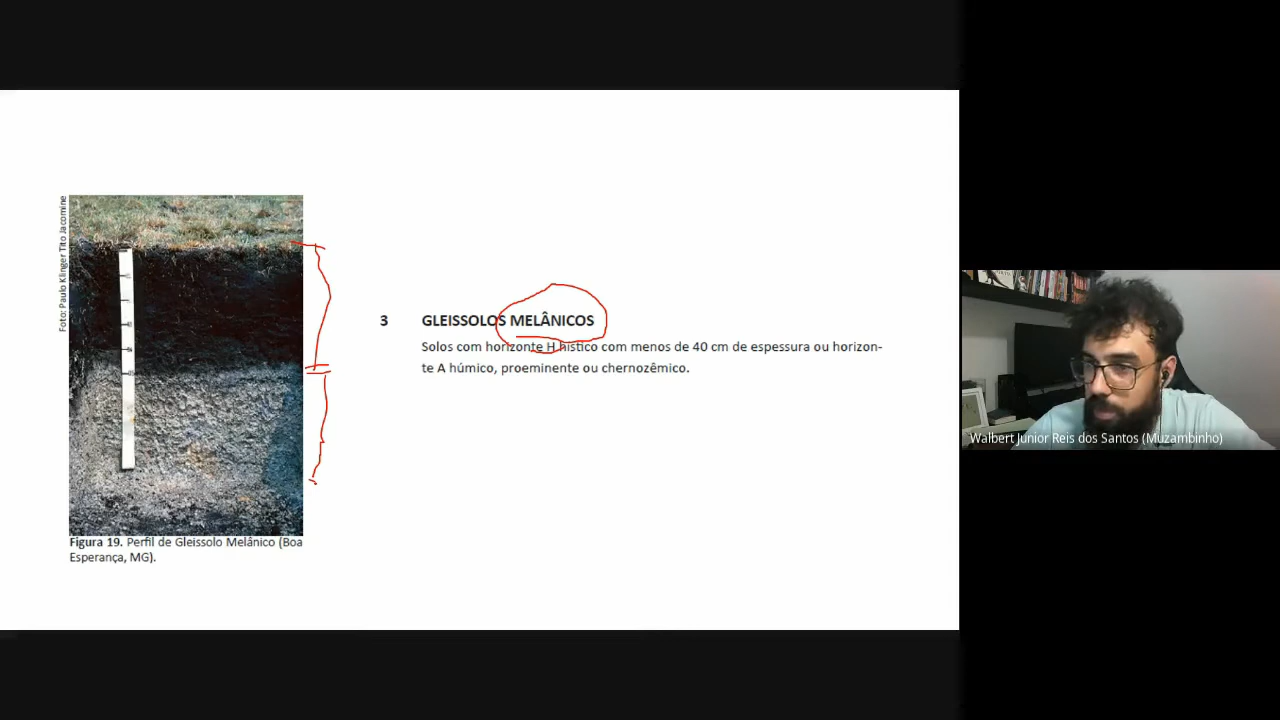 Foto: Paulo Klinger Tito Jacomine
3 GLEISSOLOS MELÂNICOS
Solos com horizonte H hístico com menos de 40 cm de espessura ou horizon-
te A húmico, proeminente ou chernozêmico.
Figura 19. Perfil de Gleissolo Melânico (Boa
Esperança, MG).
Walbert Junior Reis dos Santos (Muzambinho)